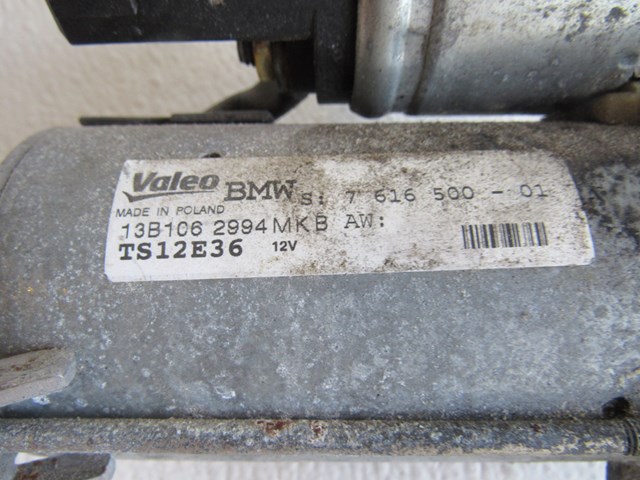 Valeo BMW S: 7 616 500 - 01
MADE IN POLAND
13B106 2994MKB AW:
TS12E36 12V